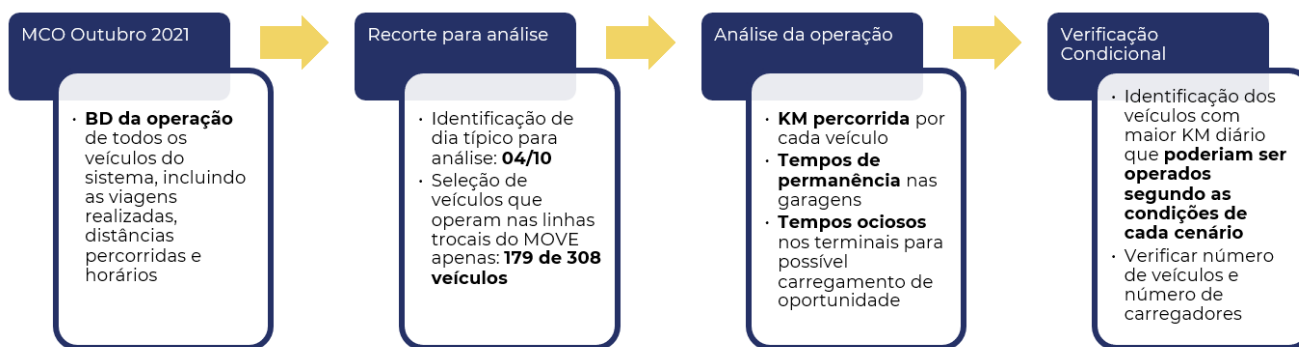 MCO Outubro 2021
• BD da operação
de todos os
veículos do
sistema, incluindo
as viagens
realizadas,
distâncias
percorridas e
horários
Recorte para análise
• Identificação de
dia típico para
análise: 04/10
• Seleção de
veículos que
operam nas linhas
trocais do MOVE
apenas: 179 de 308
veículos
Análise da operação
• KM percorrida por
cada veículo
• Tempos de
permanência nas
garagens
• Tempos ociosos
nos terminais para
possível
carregamento de
oportunidade
Verificação
Condicional
• Identificação dos
veículos com
maior KM diário
que poderiam ser
operados
segundo as
condições de
cada cenário
• Verificar número
de veículos e
número de
carregadores